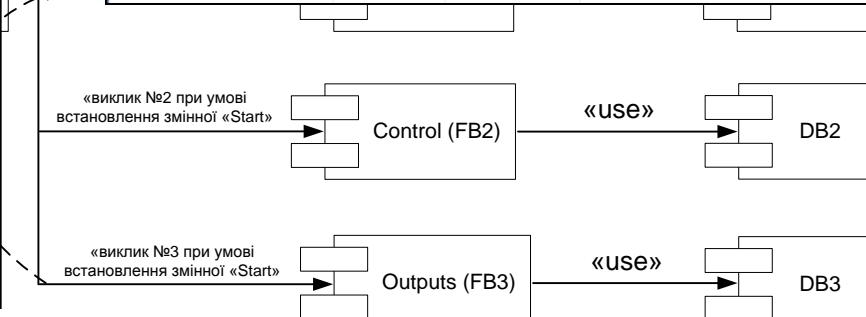 «виклик №2 при умові
встановлення змінної «Start»
Control (FB2)
«use»
DB2
«виклик №3 при умові
встановлення змінної «Start»
Outputs (FB3)
«use»
DB3